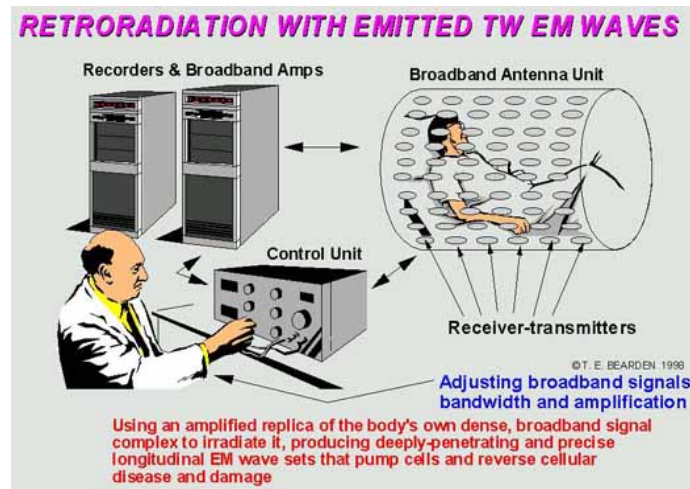 RETRORADIATION WITH EMITTED TW EM WAVES
Recorders & Broadband Amps
Broadband Antenna Unit
Control Unit
Receiver-transmitters
© T. E. BEARDEN 1998
Adjusting broadband signals
bandwidth and amplification
Using an amplified replica of the body's own dense, broadband signal
complex to irradiate it, producing deeply-penetrating and precise
longitudinal EM wave sets that pump cells and reverse cellular
disease and damage